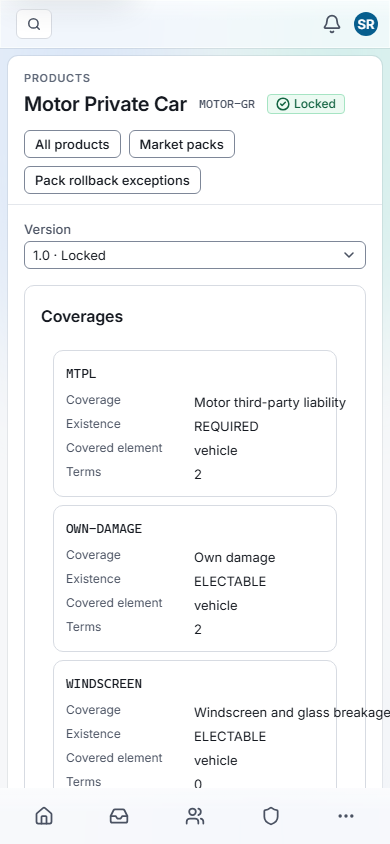 SR
PRODUCTS
Motor Private Car MOTOR-GR Locked
All products Market packs
Pack rollback exceptions
Version
1.0 · Locked
Coverages
MTPL
Coverage Motor third-party liability
Existence REQUIRED
Covered element vehicle
Terms 2
OWN-DAMAGE
Coverage Own damage
Existence ELECTABLE
Covered element vehicle
Terms 2
WINDSCREEN
Coverage Windscreen and glass breakage
Existence ELECTABLE
Covered element vehicle
Terms 0